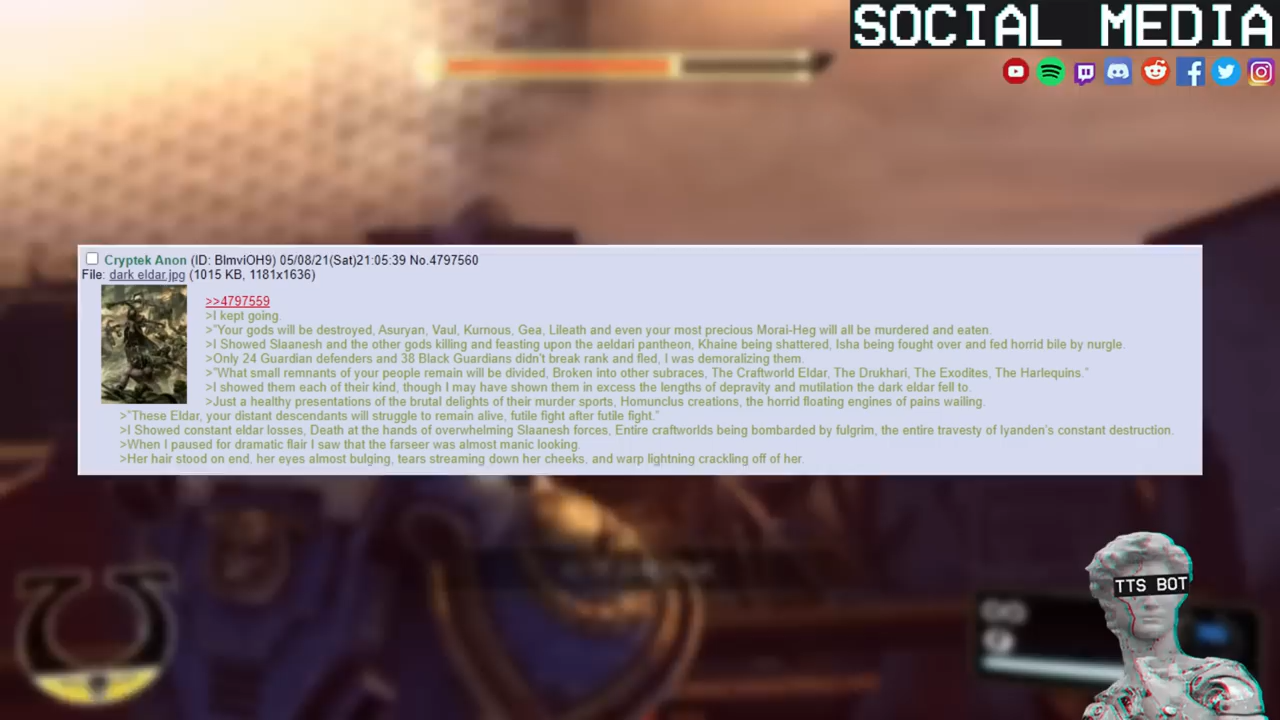 SOCIAL MEDIA
Cryptek Anon (ID: BImviOH9) 05/08/21(Sat)21:05:39 No.4797560
File: dark eldar.jpg (1015 KB, 1181x1636)
>>4797559
>I kept going.
>"Your gods will be destroyed, Asuryan, Vaul, Kurnous, Gea, Lileath and even your most precious Morai-Heg will all be murdered and eaten.
>I Showed Slaanesh and the other gods killing and feasting upon the aeldari pantheon, Khaine being shattered, Isha being fought over and fed horrid bile by nurgle.
>Only 24 Guardian defenders and 38 Black Guardians didn't break rank and fled, I was demoralizing them.
>"What small remnants of your people remain will be divided, Broken into other subraces, The Craftworld Eldar, The Drukhari, The Exodites, The Harlequins."
>I showed them each of their kind, though I may have shown them in excess the lengths of depravity and mutilation the dark eldar fell to.
>Just a healthy presentations of the brutal delights of their murder sports, Homunclus creations, the horrid floating engines of pains wailing.
>"These Eldar, your distant descendants will struggle to remain alive, futile fight after futile fight."
>I Showed constant eldar losses, Death at the hands of overwhelming Slaanesh forces, Entire craftworlds being bombarded by fulgrim, the entire travesty of Iyanden's constant destruction.
>When I paused for dramatic flair I saw that the farseer was almost manic looking.
>Her hair stood on end, her eyes almost bulging, tears streaming down her cheeks, and warp lightning crackling off of her.
TTS BOT